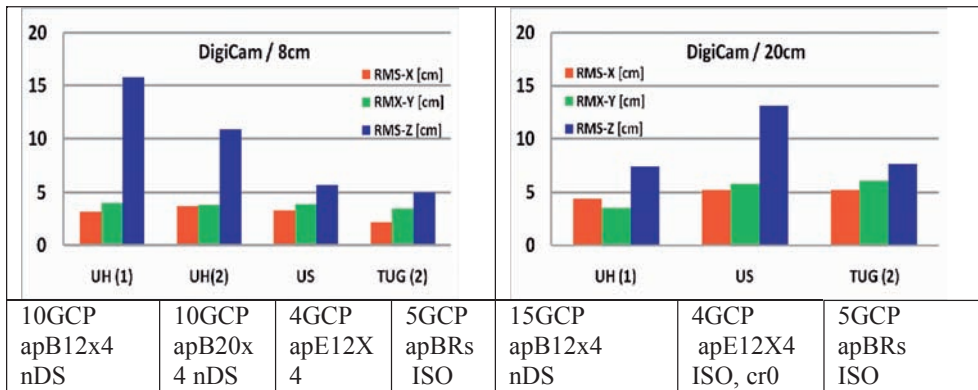 DigiCam / 8cm
20
15
10
5
0
RMS-X [cm]
RMX-Y [cm]
RMS-Z [cm]
UH (1) UH(2) US TUG (2)
DigiCam / 20cm
20
15
10
5
0
RMS-X [cm]
RMX-Y [cm]
RMS-Z [cm]
UH (1) US TUG (2)
10GCP
apB12x4
nDS
10GCP
apB20x
4 nDS
4GCP
apE12X
4
5GCP
apBRs
ISO
15GCP
apB12x4
nDS
4GCP
apE12X4
ISO, cr0
5GCP
apBRs
ISO